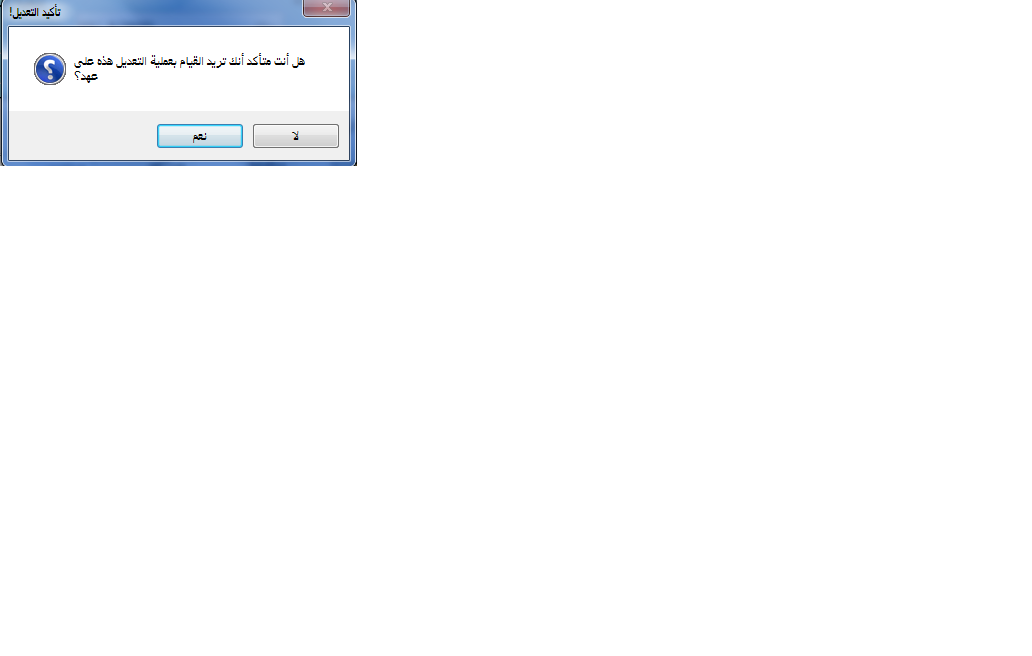 تأكيد التعديل!
هل أنت متأكد أنك تريد القيام بعملية التعديل هذه على
عهد؟
نعم
لا